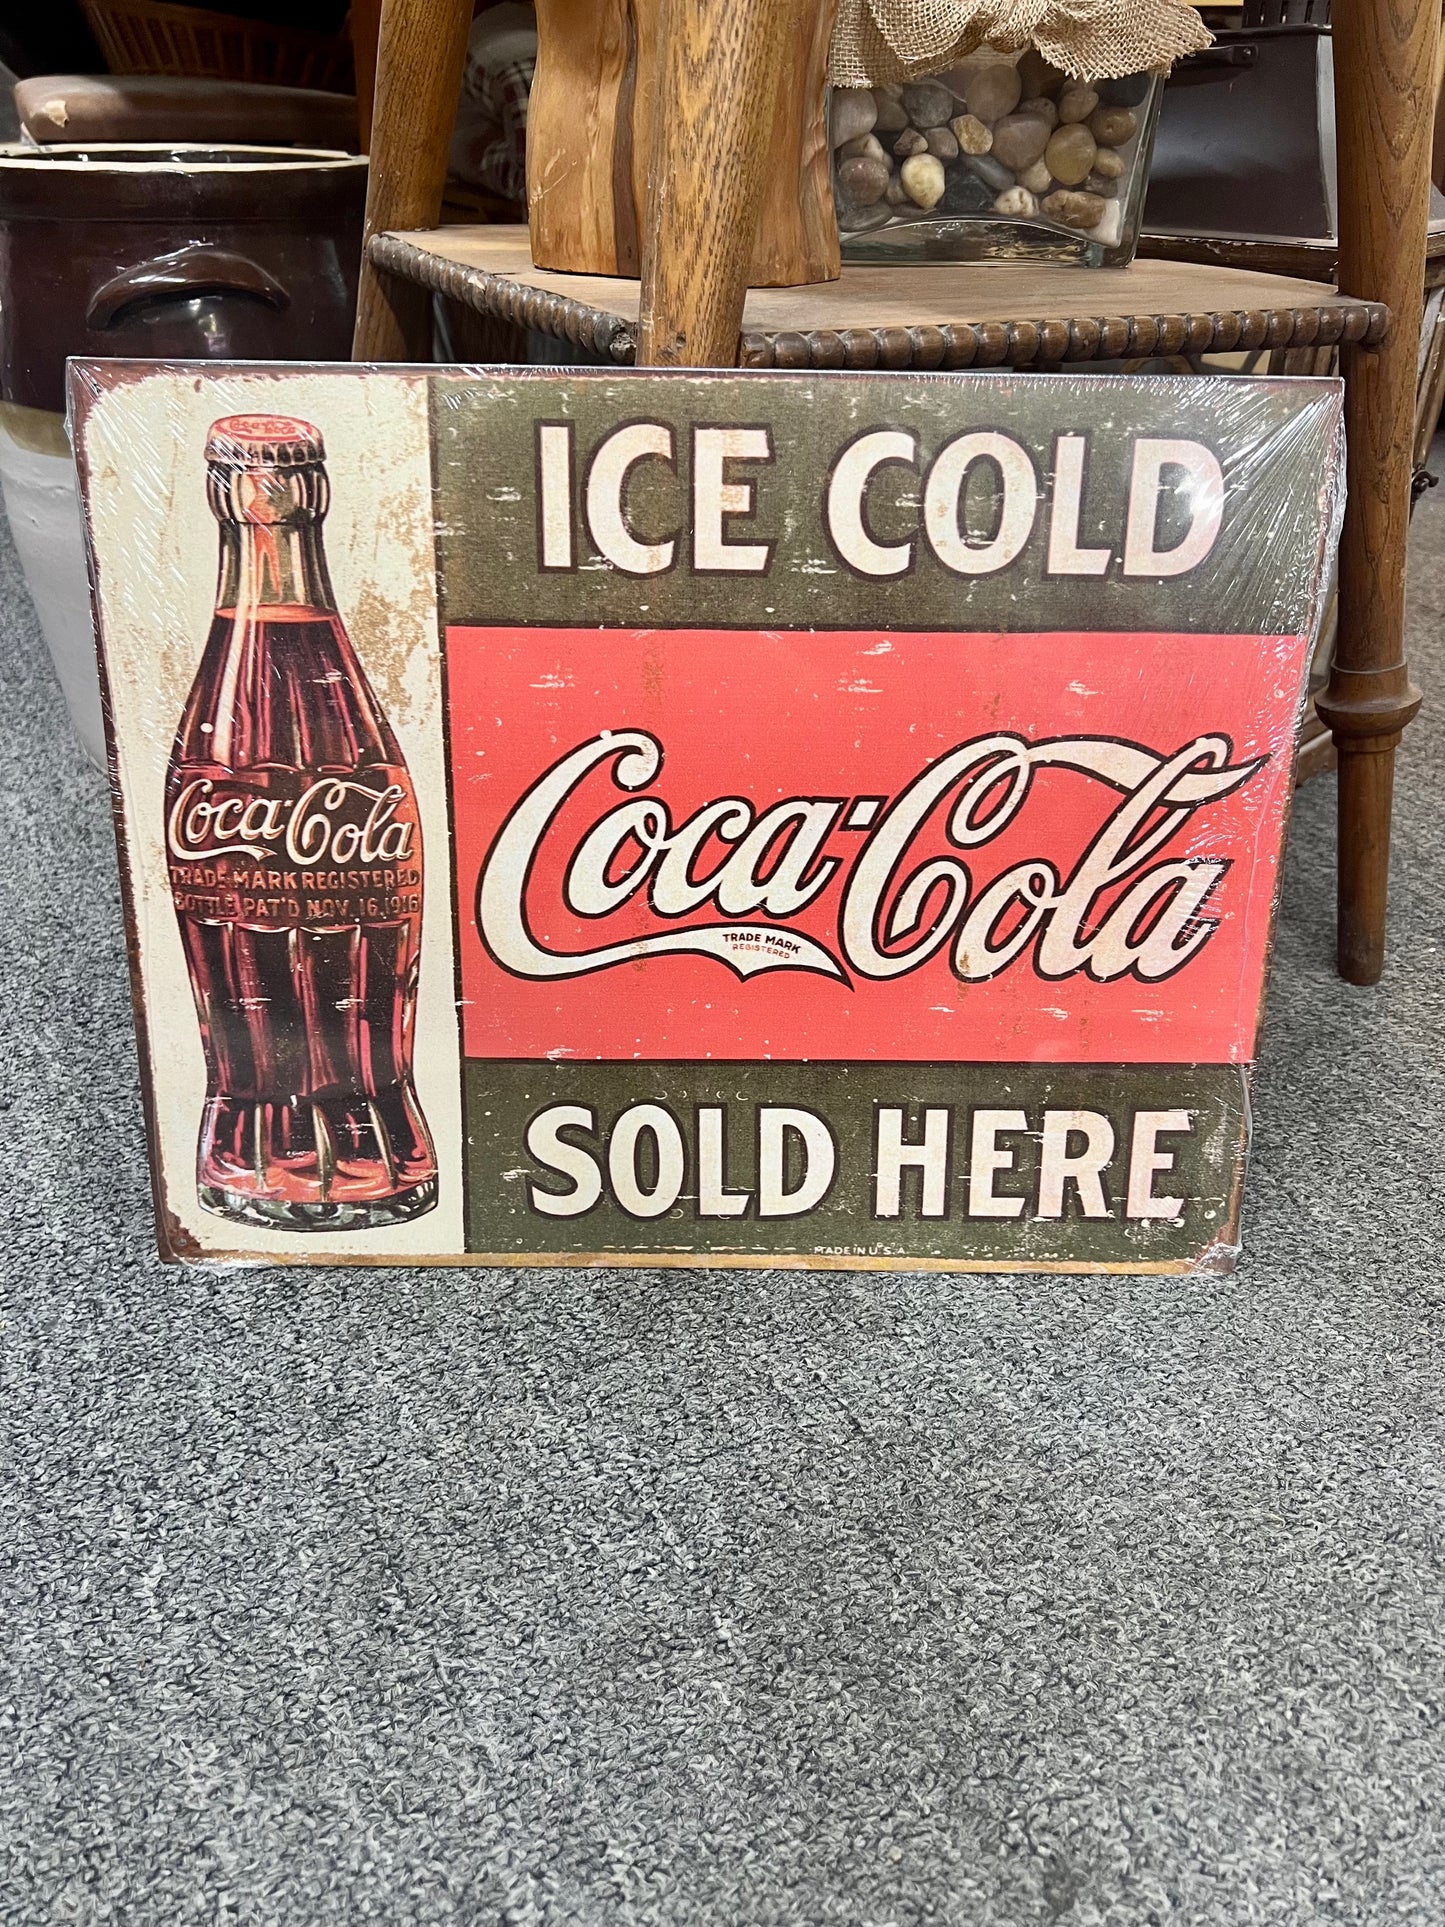 Coca-Cola
Coca-Cola
TRADE-MARK REGISTERED
BOTTLE PAT'D NOV. 16, 1916
ICE COLD
Coca-Cola
TRADE MARK
REGISTERED
SOLD HERE
MADE IN U.S.A.